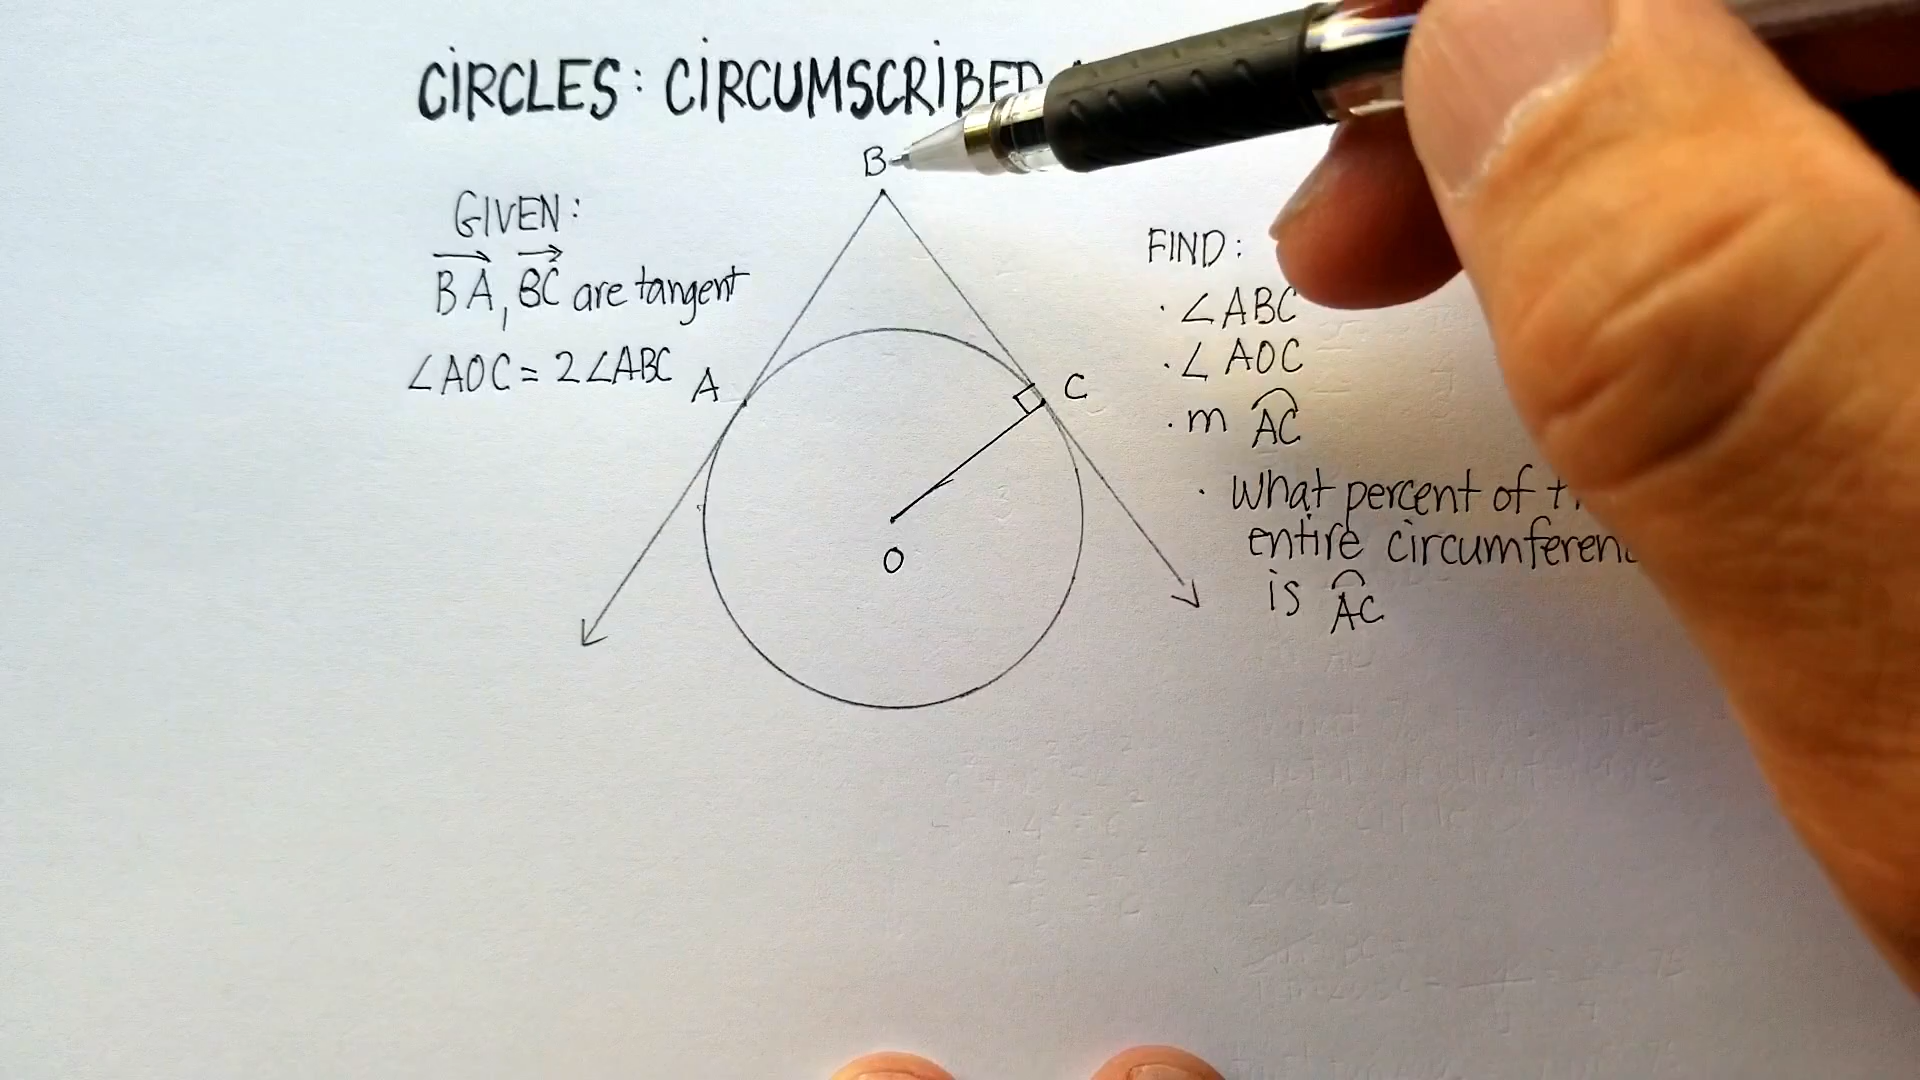 CIRCLES: CIRCUMSCRIBED
B
GIVEN:
BA, BC are tangent
∠AOC = 2∠ABC
A
C
O
FIND:
· ∠ABC
· ∠AOC
· m AC
· What percent of
entire
is AC